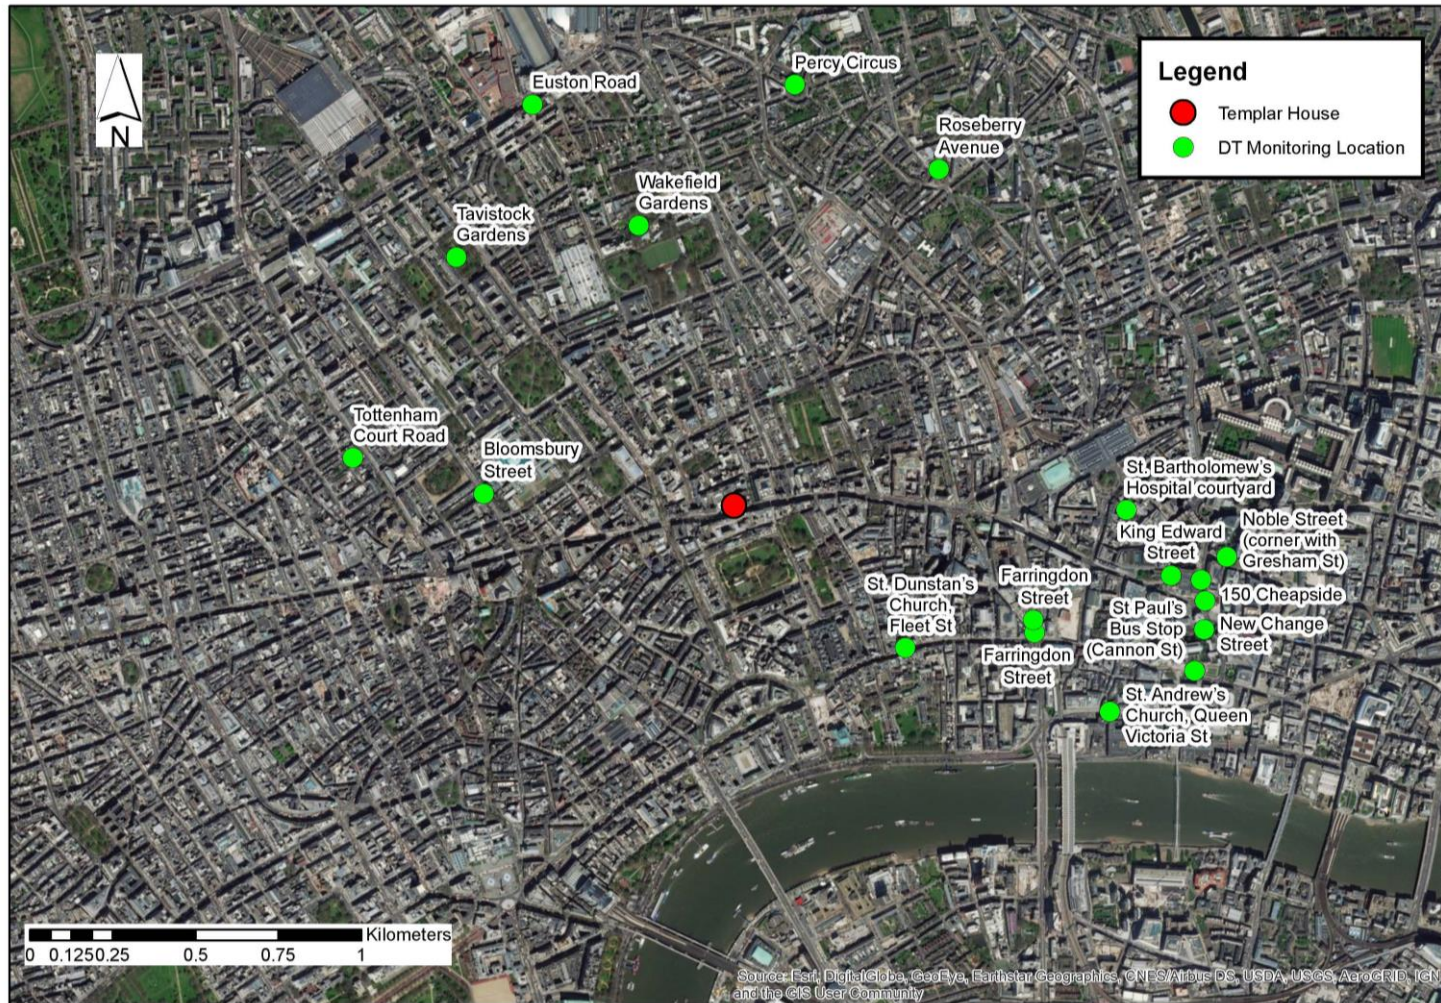 Legend
Templar House
DT Monitoring Location
N
Euston Road
Percy Circus
Roseberry
Avenue
Wakefield
Gardens
Tavistock
Gardens
Tottenham
Court Road
Bloomsbury
Street
St. Bartholomew's
Hospital courtyard
King Edward
Street
Noble Street
(corner with
Gresham St)
150 Cheapside
New Change
Street
St Paul's
Bus Stop
(Cannon St)
Farringdon
Street
Farringdon
Street
St. Dunstan's
Church,
Fleet St
St. Andrew's
Church, Queen
Victoria St
Kilometers
0 0.125 0.25 0.5 0.75 1
Source: Esri, DigitalGlobe, GeoEye, Earthstar Geographics, CNES/Airbus DS, USDA, USGS, AeroGRID, IGN
and the GIS User Community